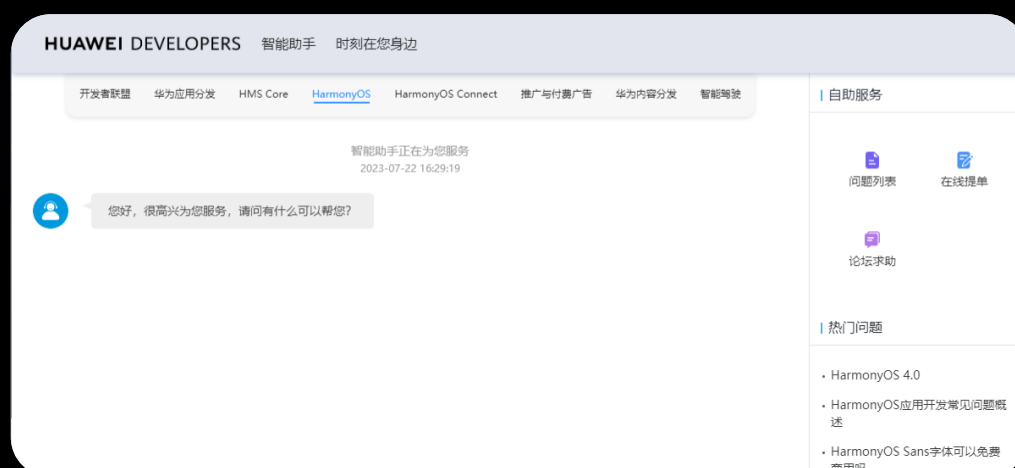 HUAWEI DEVELOPERS 智能助手 时刻在您身边
开发者联盟 华为应用分发 HMS Core HarmonyOS HarmonyOS Connect 推广与付费广告 华为内容分发 智能驾驶
智能助手正在为您服务
2023-07-22 16:29:19
您好，很高兴为您服务，请问有什么可以帮您？
自助服务
问题列表 在线提单
论坛求助
热门问题
• HarmonyOS 4.0
• HarmonyOS应用开发常见问题概
述
• HarmonyOS Sans字体可以免费
商用吗